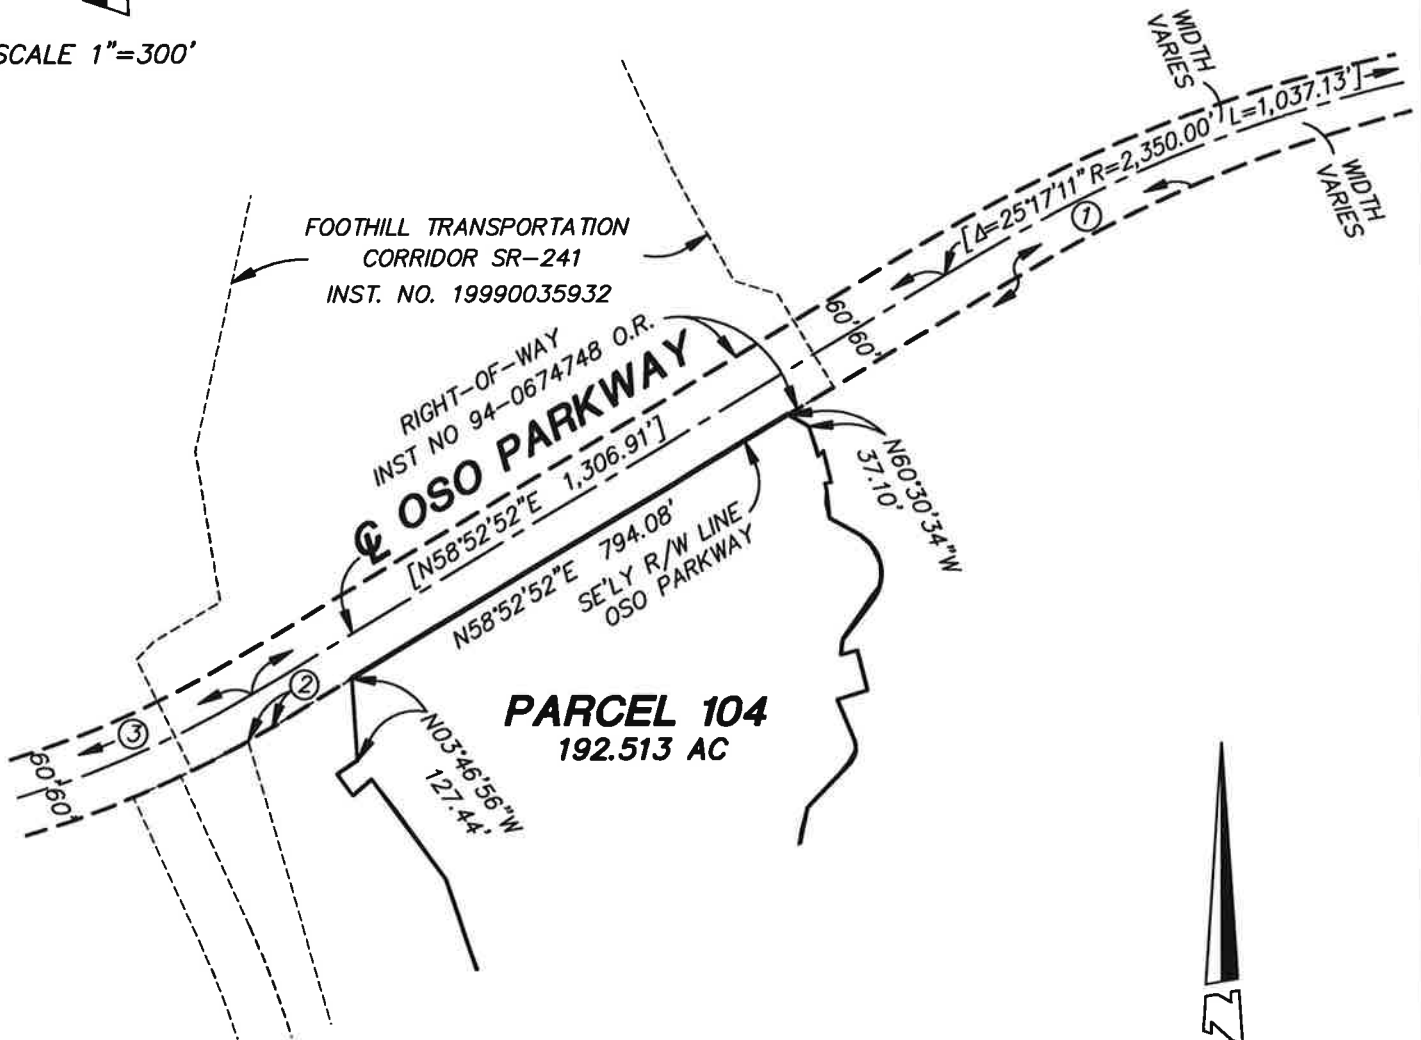 SCALE 1"=300'
WIDTH
VARIES
[Δ=25°17'11" R=2,350.00' L=1,037.13']
WIDTH
VARIES
1
FOOTHILL TRANSPORTATION
CORRIDOR SR-241
INST. NO. 19990035932
RIGHT-OF-WAY
INST NO 94-0674748 O.R.
60' 60'
℄ OSO PARKWAY
[N58°52'52"E 1,306.91']
N58°52'52"E 794.08'
SE'LY R/W LINE
OSO PARKWAY
N60°30'34"W
37.10'
2
3
60' 60'
PARCEL 104
192.513 AC
N03°46'56"W
127.44'